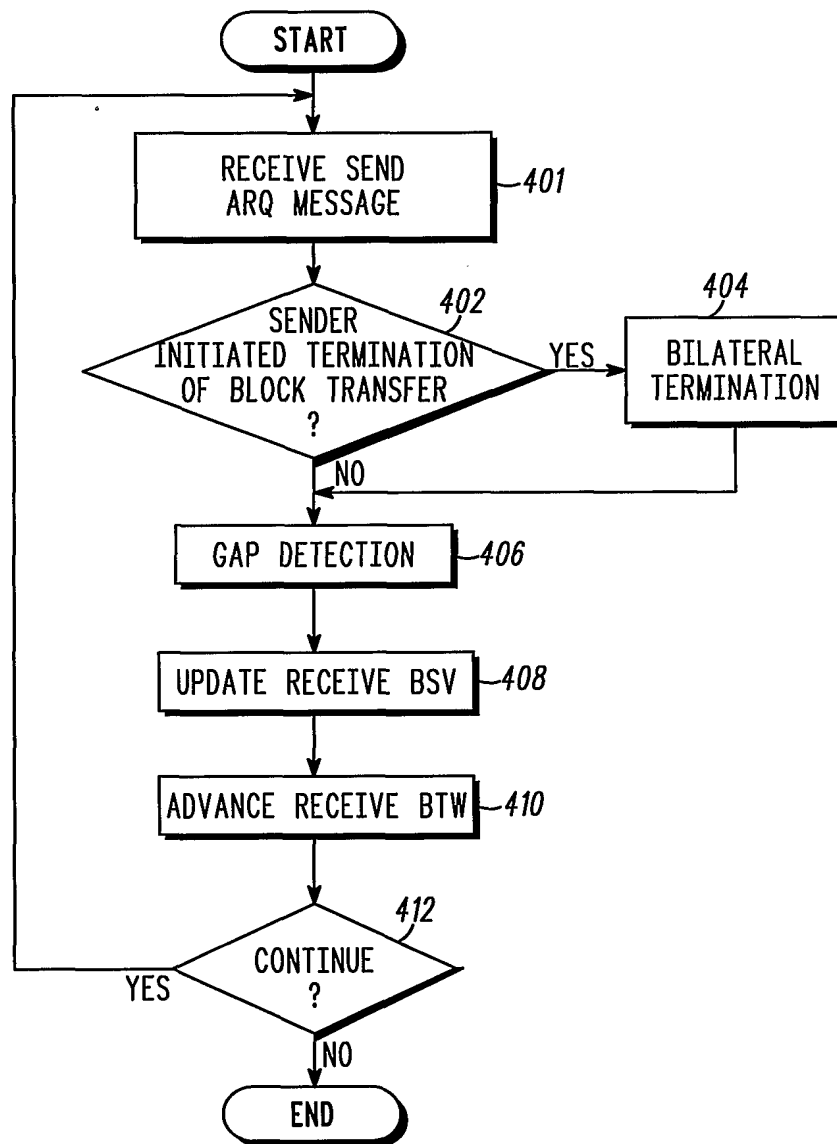 START
RECEIVE SEND
ARQ MESSAGE
401
402
SENDER
INITIATED TERMINATION
OF BLOCK TRANSFER
?
YES
404
BILATERAL
TERMINATION
NO
GAP DETECTION
406
UPDATE RECEIVE BSV
408
ADVANCE RECEIVE BTW
410
412
CONTINUE
?
YES
NO
END